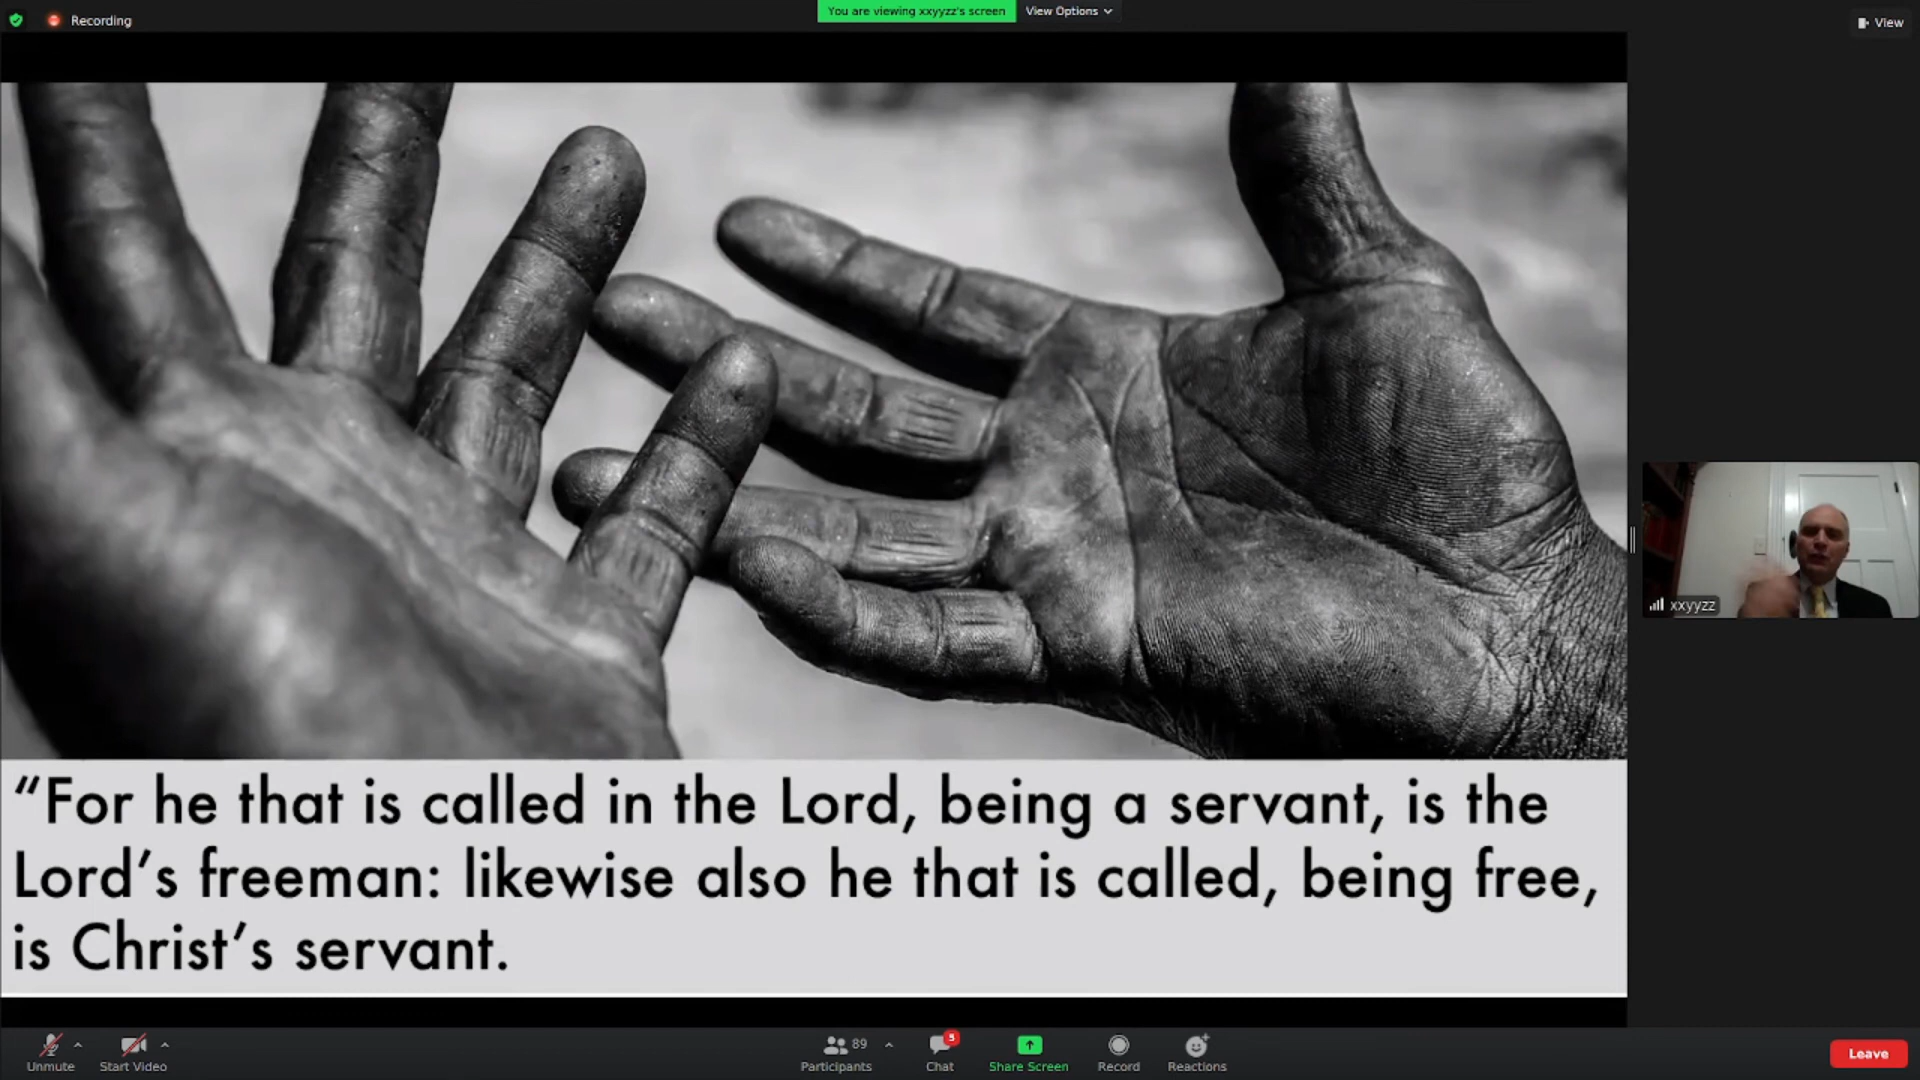 Recording
You are viewing xxyyzz's screen
View Options
View
xxyyzz
“For he that is called in the Lord, being a servant, is the
Lord’s freeman: likewise also he that is called, being free,
is Christ’s servant.
Unmute
Start Video
89
Participants
5
Chat
Share Screen
Record
Reactions
Leave